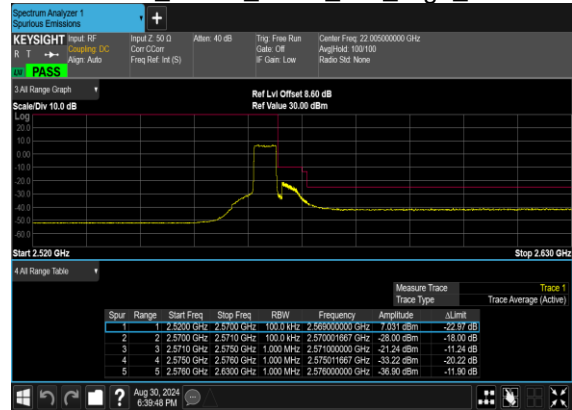 Spectrum Analyzer 1
Spurious Emissions
+
KEYSIGHT Input: RF Input Z: 50 Ω Atten: 40 dB Trig: Free Run Center Freq: 22.005000000 GHz
R T Coupling: DC Corr CCorr Gate: Off Avg|Hold: 100/100
Align: Auto Freq Ref: Int (S) IF Gain: Low Radio Std: None
LW PASS
3 All Range Graph
Ref Lvl Offset 8.60 dB
Scale/Div 10.0 dB Ref Value 30.00 dBm
Log
20.0
10.0
0.00
-10.0
-20.0
-30.0
-40.0
-50.0
-60.0
Start 2.520 GHz Stop 2.630 GHz
4 All Range Table
Measure Trace Trace 1
Trace Type Trace Average (Active)
Spur Range Start Freq Stop Freq RBW Frequency Amplitude ΔLimit
1 1 2.5200 GHz 2.5700 GHz 100.0 kHz 2.569000000 GHz 7.031 dBm -22.97 dB
2 2 2.5700 GHz 2.5710 GHz 100.0 kHz 2.570001667 GHz -28.00 dBm -18.00 dB
3 3 2.5710 GHz 2.5750 GHz 1.000 MHz 2.571000000 GHz -21.24 dBm -11.24 dB
4 4 2.5750 GHz 2.5760 GHz 1.000 MHz 2.575011667 GHz -33.22 dBm -20.22 dB
5 5 2.5760 GHz 2.6300 GHz 1.000 MHz 2.576000000 GHz -36.90 dBm -11.90 dB
? Aug 30, 2024
6:39:48 PM